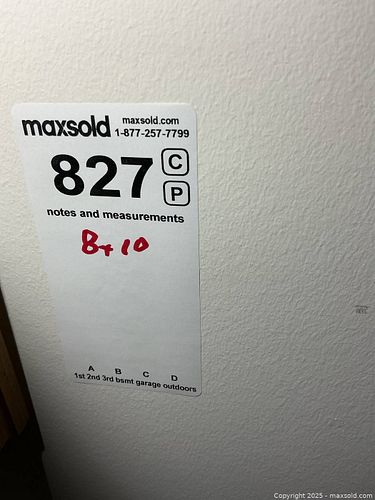 maxsold maxsold.com
1-877-257-7799
827 C
P
notes and measurements
8x10
A B C D
1st 2nd 3rd bsmt garage outdoors
Copyright 2025 - maxsold.com